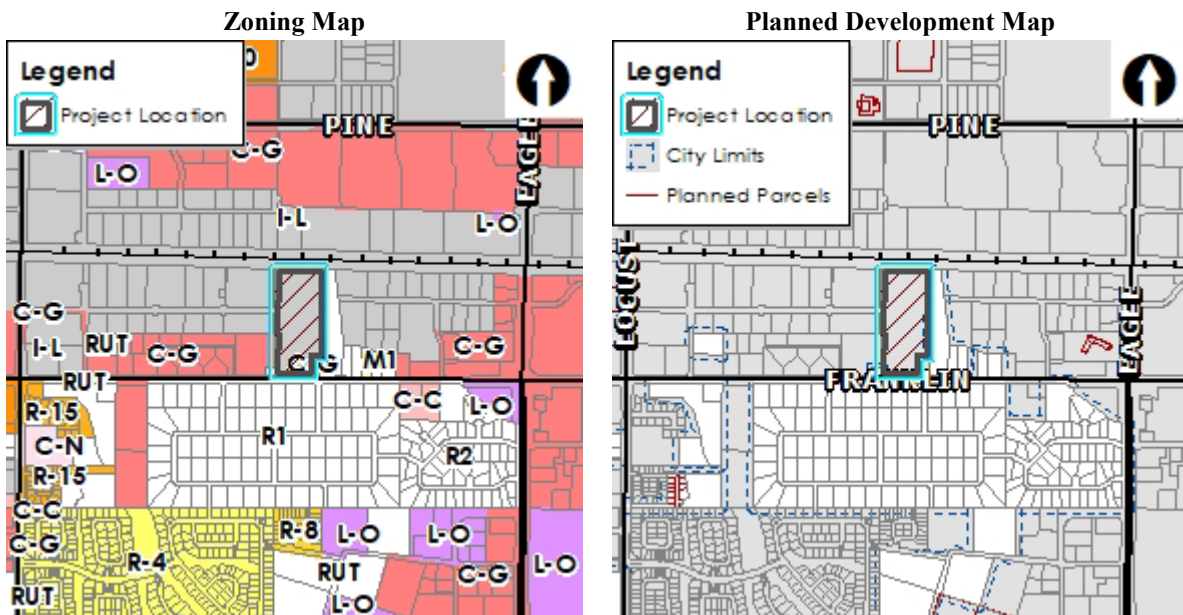 Zoning Map
Legend
Project Location
PINE
C-G
L-O
EAGLE
I-L
L-O
C-G
I-L
RUT
C-G
C-G
M1
C-G
RUT
R-15
C-N
R-15
C-C
C-G
R1
C-C
L-O
R2
R-8
L-O
L-O
R-4
RUT
C-G
L-O
RUT
L-O
Planned Development Map
Legend
Project Location
City Limits
Planned Parcels
PINE
LOCUST
EAGLE
FRANKLIN